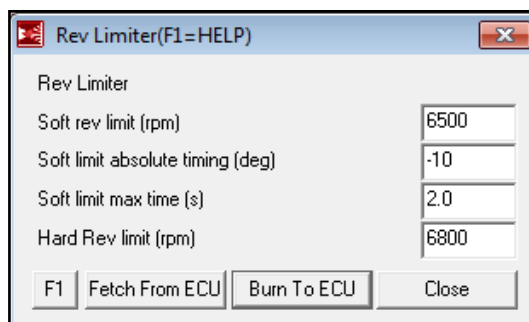 Rev Limiter(F1=HELP)
Rev Limiter
Soft rev limit (rpm) 6500
Soft limit absolute timing (deg) -10
Soft limit max time (s) 2.0
Hard Rev limit (rpm) 6800
F1 Fetch From ECU Burn To ECU Close